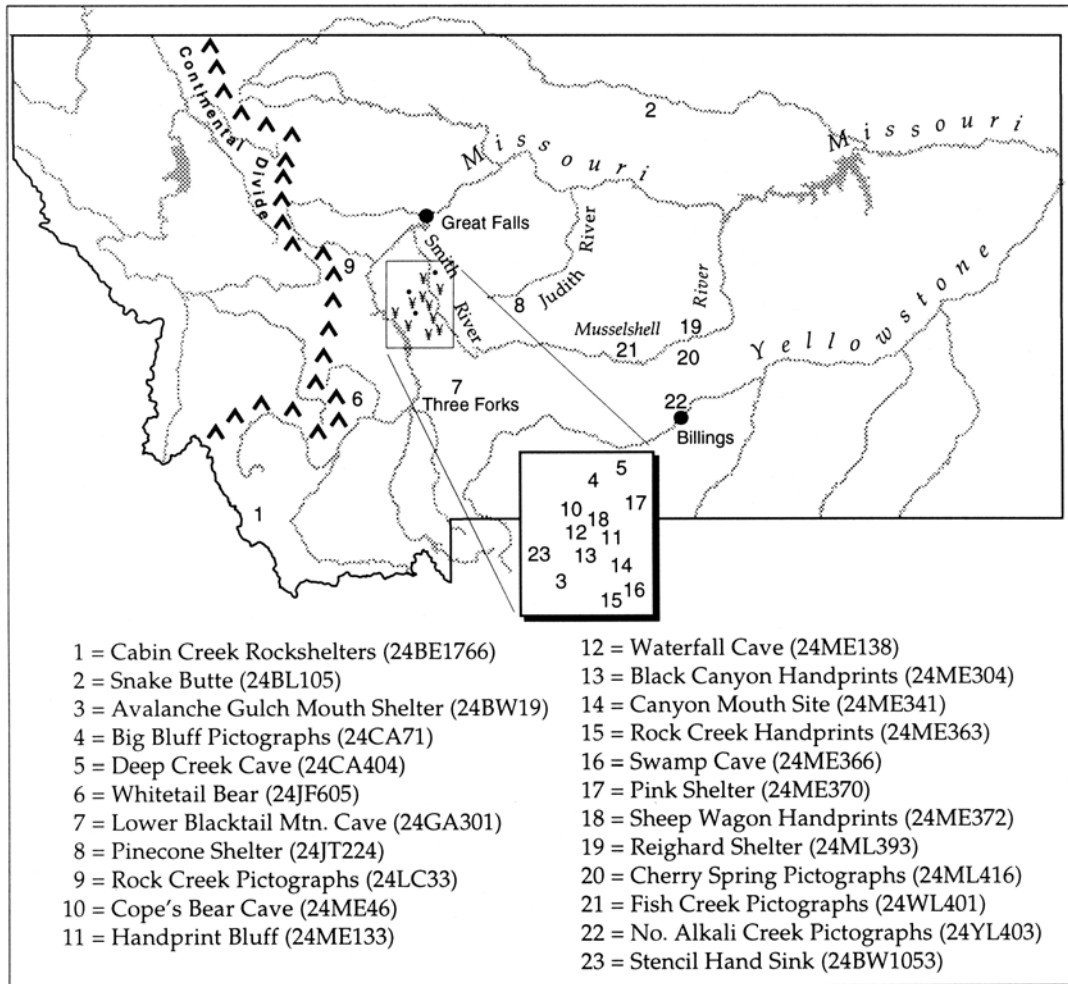 Continental
Divide
2
Missouri
Missouri
Great Falls
Smith
River
9
River
Judith
8
River
Musselshell
19
21
20
Yellowstone
7
Three Forks
6
22
Billings
1
5
4
17
10
18
12
11
23
13
14
3
16
15
1 = Cabin Creek Rockshelters (24BE1766)
2 = Snake Butte (24BL105)
3 = Avalanche Gulch Mouth Shelter (24BW19)
4 = Big Bluff Pictographs (24CA71)
5 = Deep Creek Cave (24CA404)
6 = Whitetail Bear (24JF605)
7 = Lower Blacktail Mtn. Cave (24GA301)
8 = Pinecone Shelter (24JT224)
9 = Rock Creek Pictographs (24LC33)
10 = Cope's Bear Cave (24ME46)
11 = Handprint Bluff (24ME133)
12 = Waterfall Cave (24ME138)
13 = Black Canyon Handprints (24ME304)
14 = Canyon Mouth Site (24ME341)
15 = Rock Creek Handprints (24ME363)
16 = Swamp Cave (24ME366)
17 = Pink Shelter (24ME370)
18 = Sheep Wagon Handprints (24ME372)
19 = Reighard Shelter (24ML393)
20 = Cherry Spring Pictographs (24ML416)
21 = Fish Creek Pictographs (24WL401)
22 = No. Alkali Creek Pictographs (24YL403)
23 = Stencil Hand Sink (24BW1053)